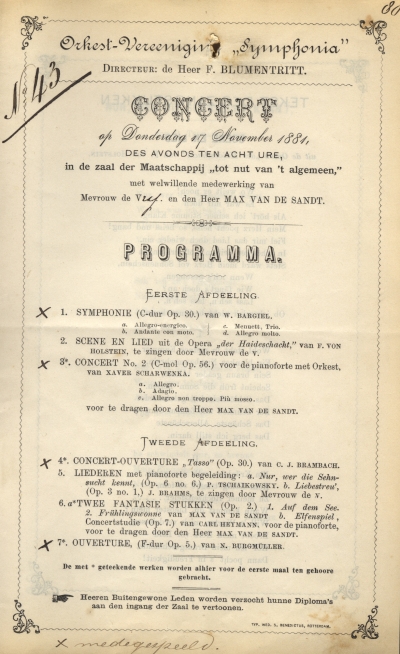 80
Orkest-Vereeniging „Symphonia”
DIRECTEUR: de Heer F. BLUMENTRITT.
No 43
CONCERT
op Donderdag 17 November 1881,
DES AVONDS TEN ACHT URE,
in de zaal der Maatschappij „tot nut van 't algemeen,”
met welwillende medewerking van
Mevrouw de V en den Heer MAX VAN DE SANDT.
PROGRAMMA.
EERSTE AFDEELING.
x 1. SYMPHONIE (C-dur Op. 30.) van W. BARGIEL.
a. Allegro-energico. c. Menuett, Trio.
b. Andante con moto. d. Allegro molto.
2. SCENE EN LIED uit de Opera „der Haideschacht,” van F. VON
HOLSTEIN, te zingen door Mevrouw de V.
x 3*. CONCERT No. 2 (C-mol Op. 56.) voor de pianoforte met Orkest,
van XAVER SCHARWENKA.
a. Allegro.
b. Adagio.
c. Allegro non troppo. Più mosso.
voor te dragen door den Heer MAX VAN DE SANDT.
TWEEDE AFDEELING.
x 4*. CONCERT-OUVERTURE „Tasso” (Op. 30.) van C. J. BRAMBACH.
5. LIEDEREN met pianoforte begeleiding: a. Nur, wer die Sehn-
sucht kennt, (Op. 6 no. 6.) P. TSCHAIKOWSKY. b. Liebestreu',
(Op. 3 no. 1.) J. BRAHMS, te zingen door Mevrouw de V.
6. a*TWEE FANTASIE STUKKEN (Op. 2.) 1. Auf dem See.
2. Frühlingswonne van MAX VAN DE SANDT b. Elfenspiel,
Concertstudie (Op. 7.) van CARL HEYMANN, voor de pianoforte,
voor te dragen door den Heer MAX VAN DE SANDT.
x 7*. OUVERTURE, (F-dur Op. 5.) van N. BURGMÜLLER.
De met * geteekende werken worden alhier voor de eerste maal ten gehoore
gebracht.
Heeren Buitengewone Leden worden verzocht hunne Diploma's
aan den ingang der Zaal te vertoonen.
TYP. MED. S. BENEDICTUS, ROTTERDAM.
x medegespeeld.